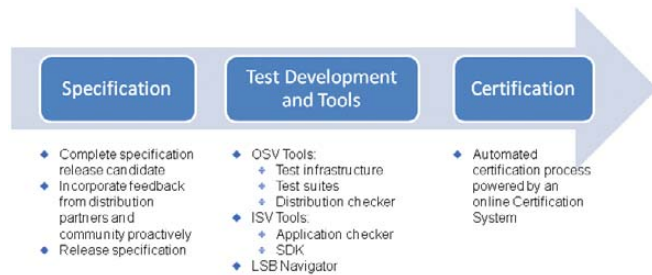 Specification
Test Development
and Tools
Certification
Complete specification
release candidate
Incorporate feedback
from distribution
partners and
community proactively
Release specification
OSV Tools:
Test infrastructure
Test suites
Distribution checker
ISV Tools:
Application checker
SDK
LSB Navigator
Automated
certification process
powered by an
online Certification
System